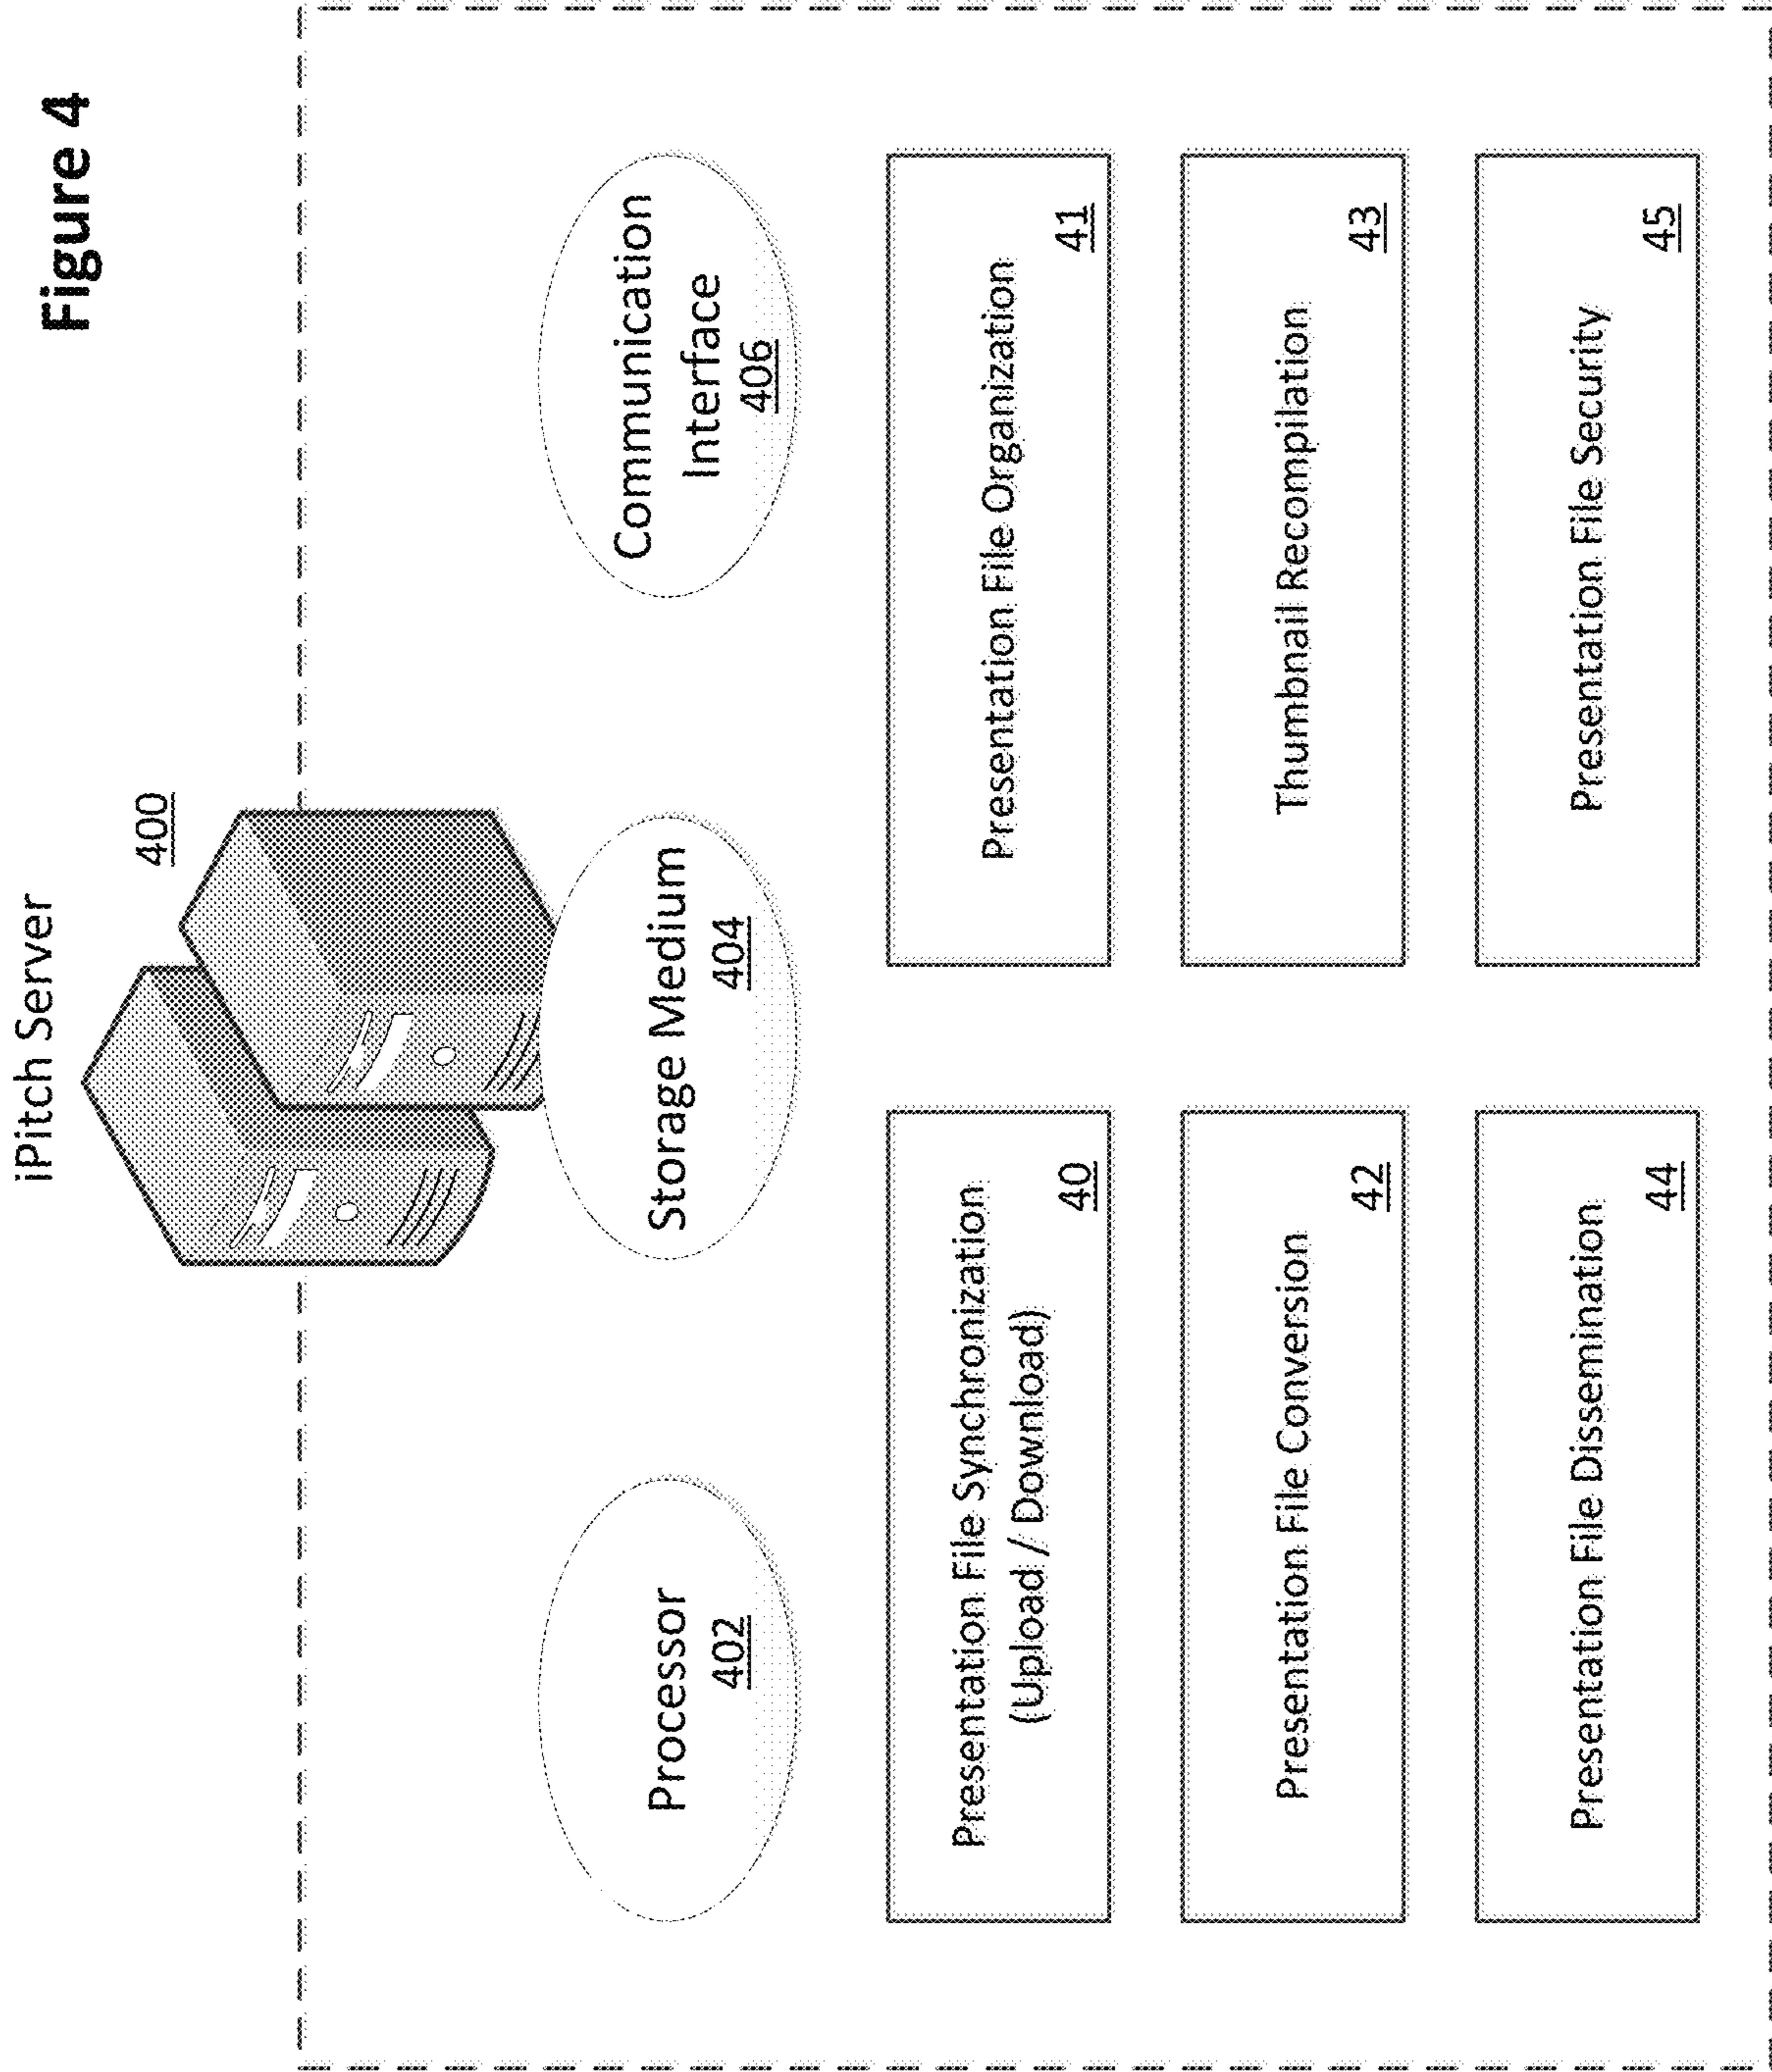 Figure 4
iPitch Server
400
Processor
402
Storage Medium
404
Communication
Interface
406
Presentation File Synchronization
(Upload / Download)
40
Presentation File Organization
41
Presentation File Conversion
42
Thumbnail Recompilation
43
Presentation File Dissemination
44
Presentation File Security
45